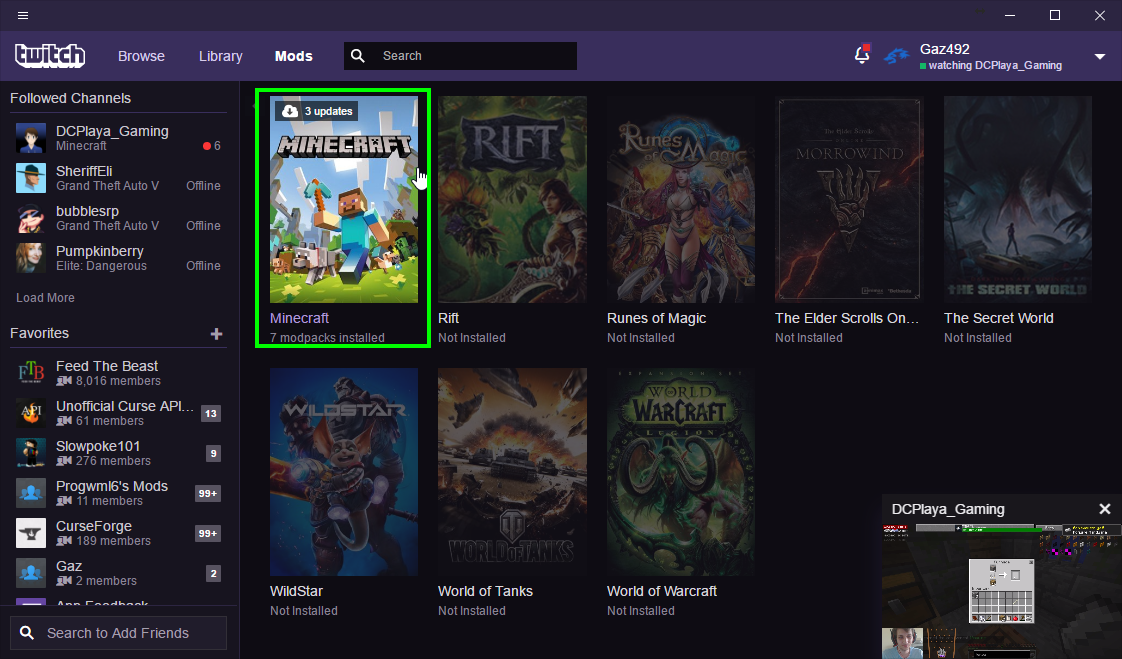 twitch
Browse
Library
Mods
Search
Gaz492
watching DCPlaya_Gaming
Followed Channels
DCPlaya_Gaming
Minecraft
6
SheriffEli
Grand Theft Auto V
Offline
bubblesrp
Grand Theft Auto V
Offline
Pumpkinberry
Elite: Dangerous
Offline
Load More
Favorites
Feed The Beast
8,016 members
Unofficial Curse API...
61 members
13
Slowpoke101
276 members
9
Progwml6's Mods
11 members
99+
CurseForge
189 members
99+
Gaz
2 members
2
App Feedback
Search to Add Friends
FTB
API
3 updates
MINECRAFT
Minecraft
7 modpacks installed
RIFT
Rift
Not Installed
Runes of Magic
Runes of Magic
Not Installed
The Elder Scrolls
ONLINE
MORROWIND
The Elder Scrolls On...
Not Installed
THE SECRET WORLD
The Secret World
Not Installed
WILDSTAR
WildStar
Not Installed
WORLD OF TANKS
World of Tanks
Not Installed
EXPANSION SET
WORLD
WARCRAFT
LEGION
World of Warcraft
Not Installed
DCPlaya_Gaming